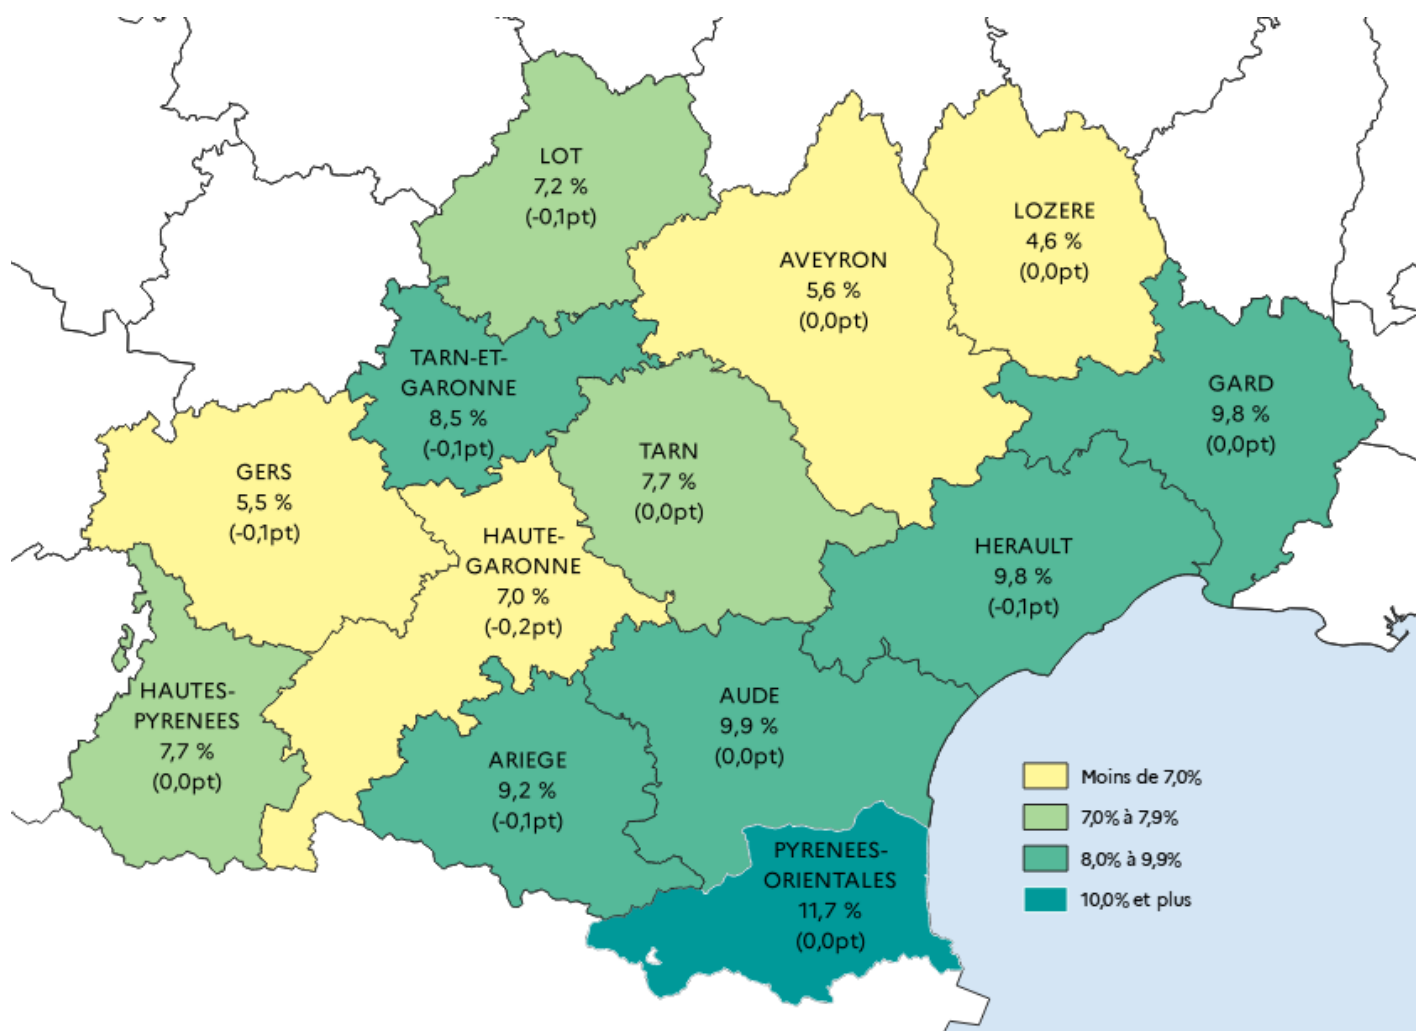 LOT
7,2 %
(-0,1pt)
LOZERE
4,6 %
(0,0pt)
AVEYRON
5,6 %
(0,0pt)
TARN-ET-
GARONNE
8,5 %
(-0,1pt)
GARD
9,8 %
(0,0pt)
TARN
7,7 %
(0,0pt)
GERS
5,5 %
(-0,1pt)
HAUTE-
GARONNE
7,0 %
(-0,2pt)
HERAULT
9,8 %
(-0,1pt)
HAUTES-
PYRENEES
7,7 %
(0,0pt)
AUDE
9,9 %
(0,0pt)
ARIEGE
9,2 %
(-0,1pt)
PYRENEES-
ORIENTALES
11,7 %
(0,0pt)
Moins de 7,0%
7,0% à 7,9%
8,0% à 9,9%
10,0% et plus